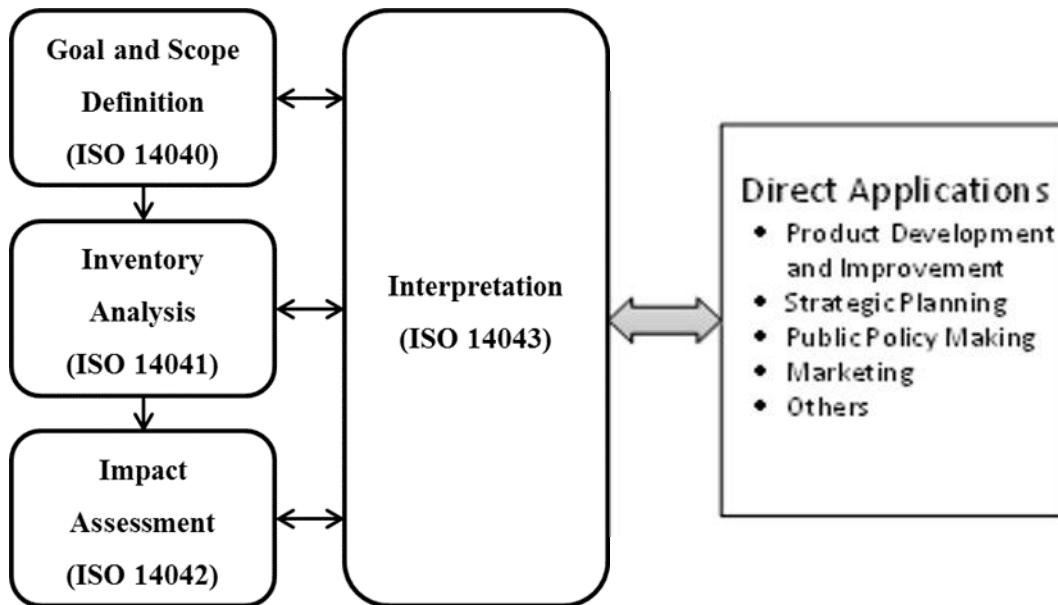 Goal and Scope
Definition
(ISO 14040)
Inventory
Analysis
(ISO 14041)
Impact
Assessment
(ISO 14042)
Interpretation
(ISO 14043)
Direct Applications
• Product Development
and Improvement
• Strategic Planning
• Public Policy Making
• Marketing
• Others